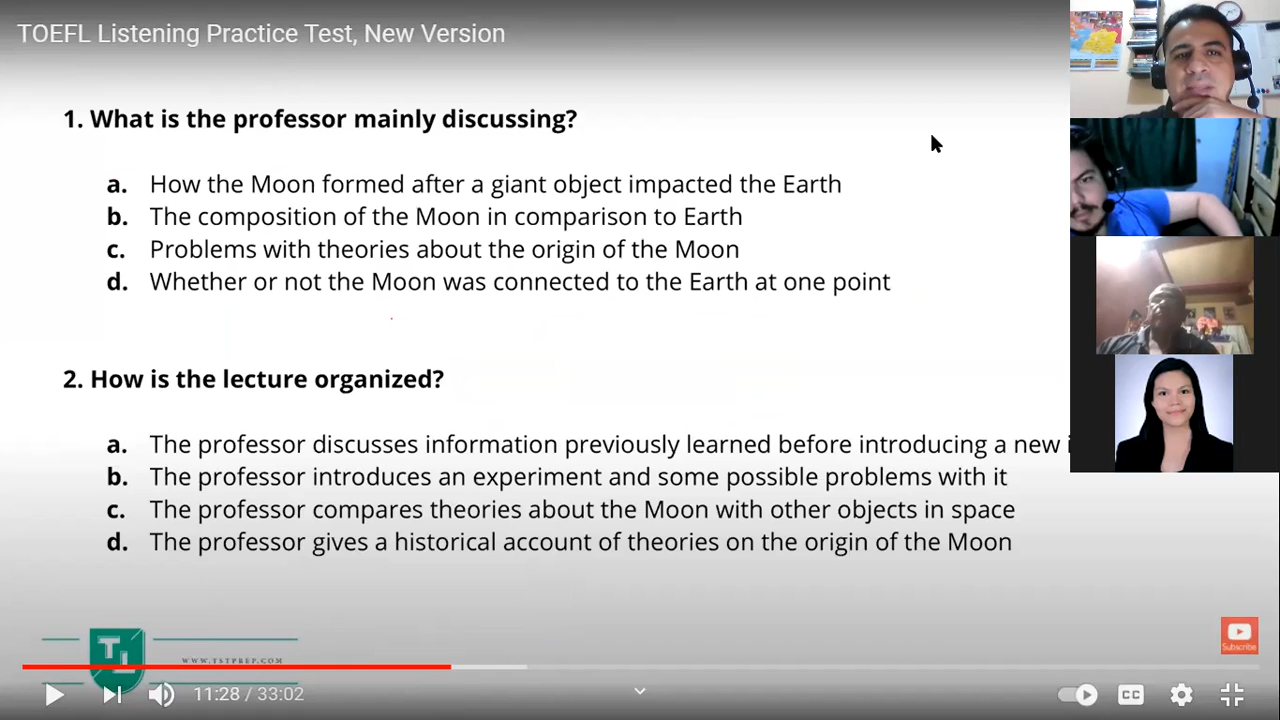 TOEFL Listening Practice Test, New Version
1. What is the professor mainly discussing?
a. How the Moon formed after a giant object impacted the Earth
b. The composition of the Moon in comparison to Earth
c. Problems with theories about the origin of the Moon
d. Whether or not the Moon was connected to the Earth at one point
2. How is the lecture organized?
a. The professor discusses information previously learned before introducing a new
b. The professor introduces an experiment and some possible problems with it
c. The professor compares theories about the Moon with other objects in space
d. The professor gives a historical account of theories on the origin of the Moon
TL
WWW.TSTPREP.COM
Subscribe
11:28 / 33:02
CC